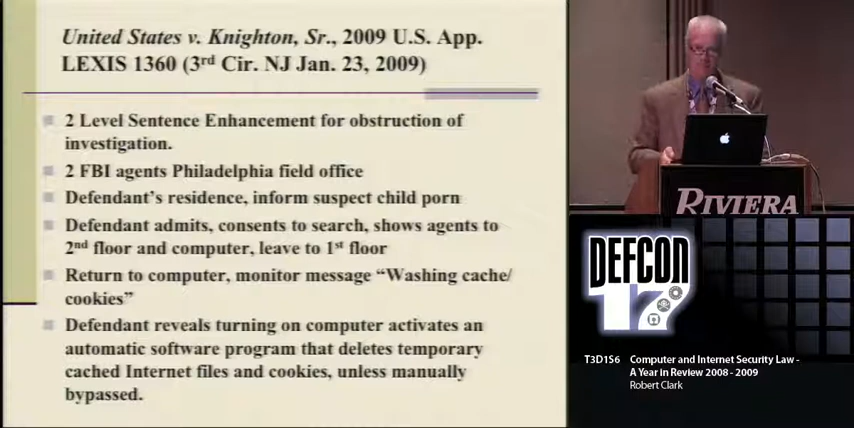 United States v. Knighton, Sr., 2009 U.S. App.
LEXIS 1360 (3rd Cir. NJ Jan. 23, 2009)
2 Level Sentence Enhancement for obstruction of
investigation.
2 FBI agents Philadelphia field office
Defendant's residence, inform suspect child porn
Defendant admits, consents to search, shows agents to
2nd floor and computer, leave to 1st floor
Return to computer, monitor message “Washing cache/
cookies”
Defendant reveals turning on computer activates an
automatic software program that deletes temporary
cached Internet files and cookies, unless manually
bypassed.
RIVIERA
DEFCON
17
T3D1S6 Computer and Internet Security Law -
A Year in Review 2008 - 2009
Robert Clark